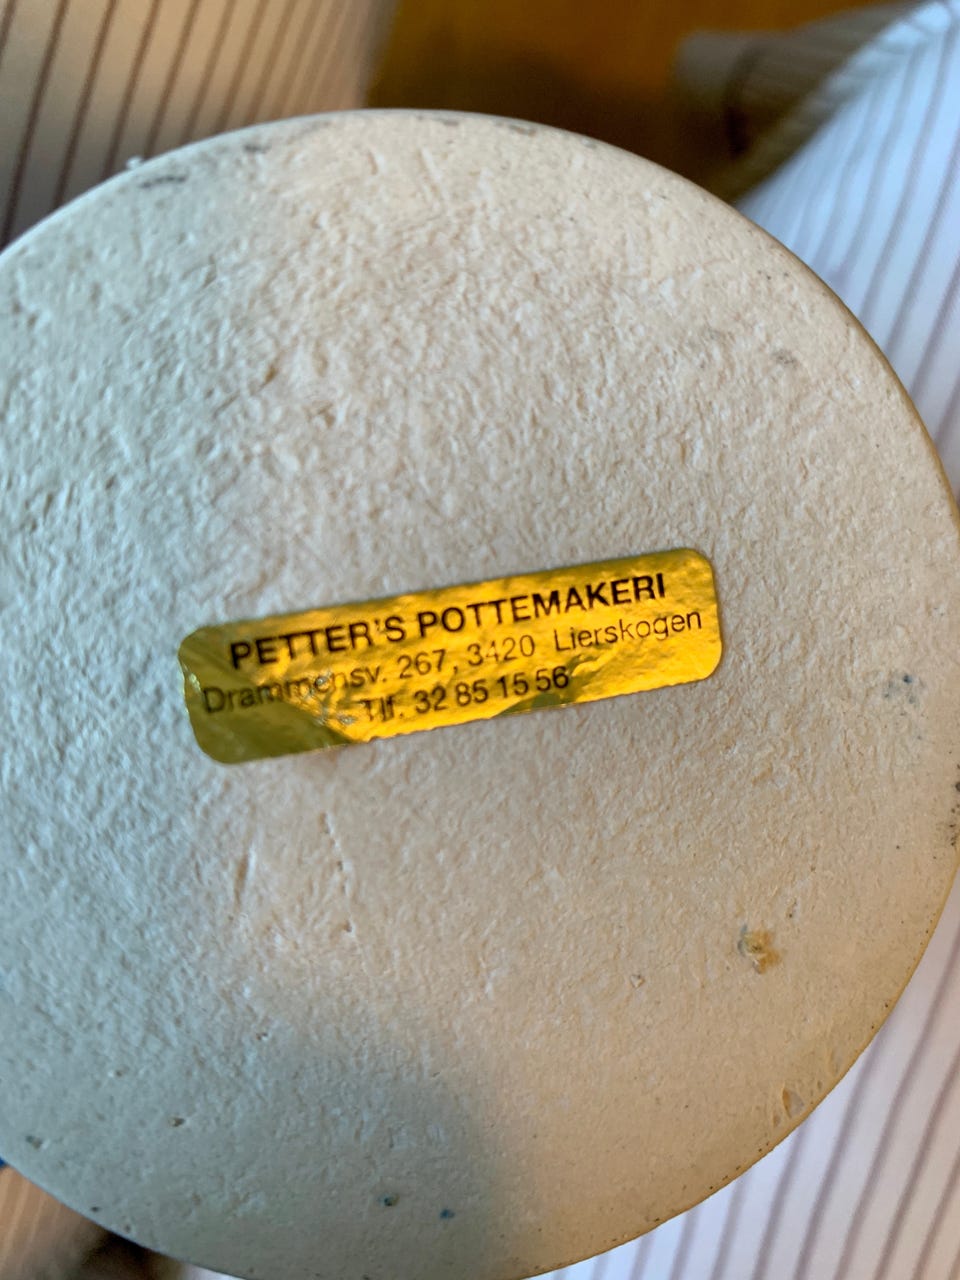 PETTER'S POTTEMAKERI
Drammensv. 267, 3420 Lierskogen
Tlf. 32 85 15 56